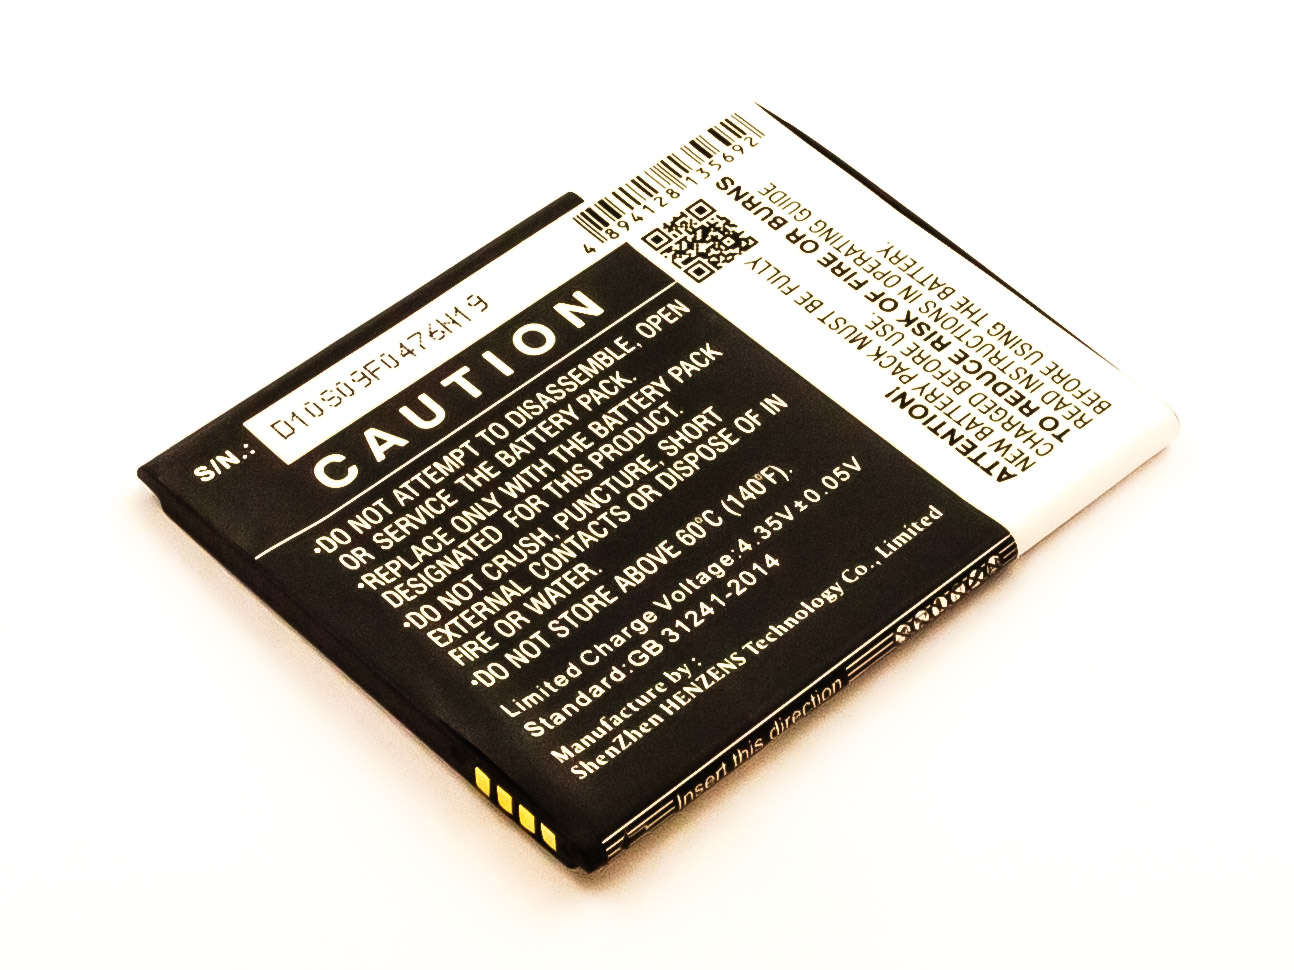 S/N.:
D10S09F0476N19
4 894128 135692
CAUTION
·DO NOT ATTEMPT TO DISASSEMBLE, OPEN
OR SERVICE THE BATTERY PACK.
·REPLACE ONLY WITH THE BATTERY PACK
DESIGNATED FOR THIS PRODUCT.
·DO NOT CRUSH, PUNCTURE, SHORT
EXTERNAL CONTACTS OR DISPOSE OF IN
FIRE OR WATER.
·DO NOT STORE ABOVE 60°C (140°F).
Limited Charge Voltage:4.35V±0.05V
Standard:GB 31241-2014
Manufacture by :
ShenZhen HENZENS Technology Co., Limited
Insert this direction
ATTENTION!
NEW BATTERY PACK MUST BE FULLY
CHARGED BEFORE USE.
TO REDUCE RISK OF FIRE OR BURNS
READ INSTRUCTIONS IN OPERATING GUIDE
BEFORE USING THE BATTERY.